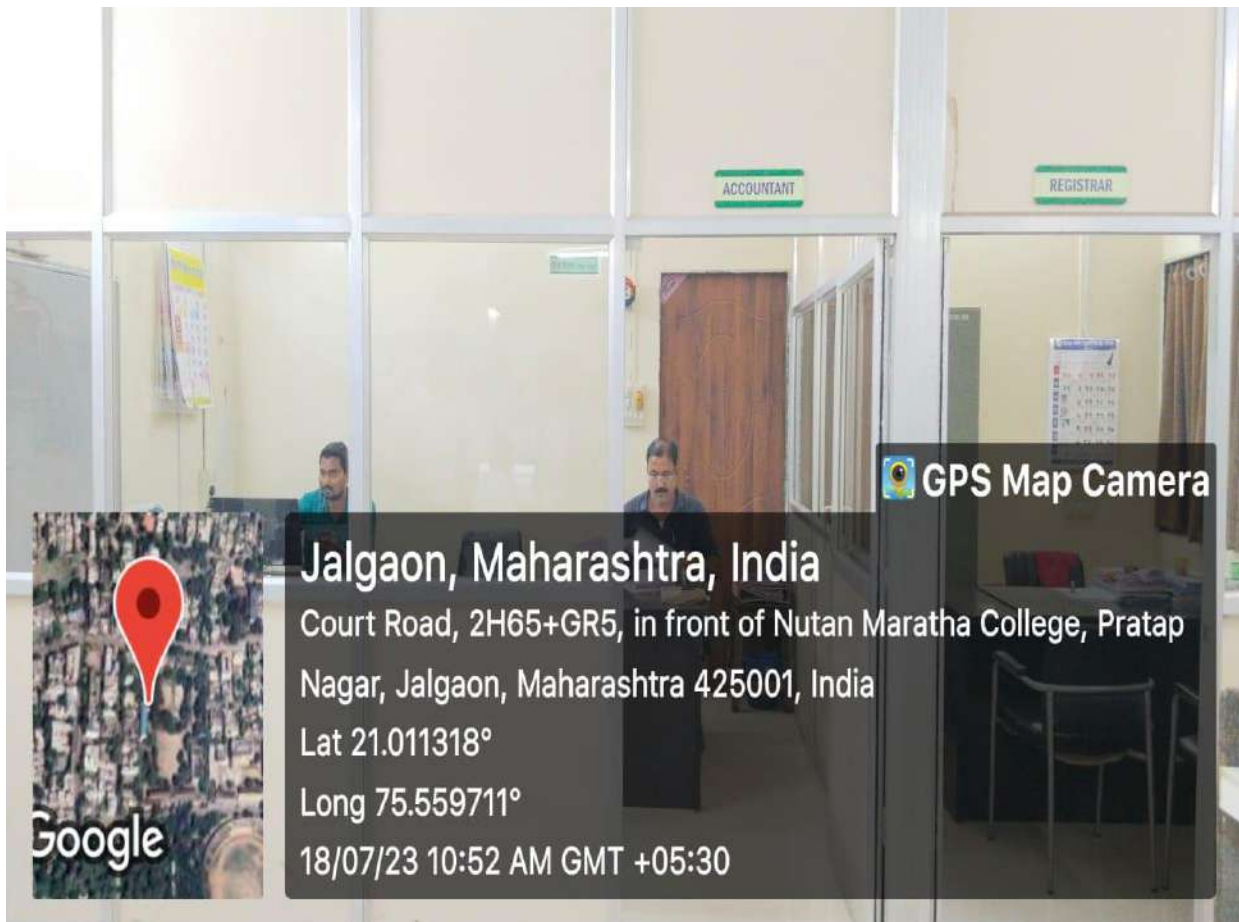 ACCOUNTANT
REGISTRAR
GPS Map Camera
Jalgaon, Maharashtra, India
Court Road, 2H65+GR5, in front of Nutan Maratha College, Pratap
Nagar, Jalgaon, Maharashtra 425001, India
Lat 21.011318°
Long 75.559711°
18/07/23 10:52 AM GMT +05:30
Google